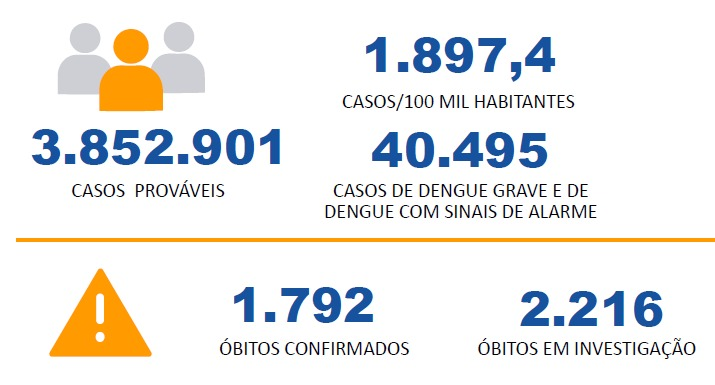 1.897,4
CASOS/100 MIL HABITANTES
3.852.901
CASOS PROVÁVEIS
40.495
CASOS DE DENGUE GRAVE E DE
DENGUE COM SINAIS DE ALARME
!
1.792
ÓBITOS CONFIRMADOS
2.216
ÓBITOS EM INVESTIGAÇÃO